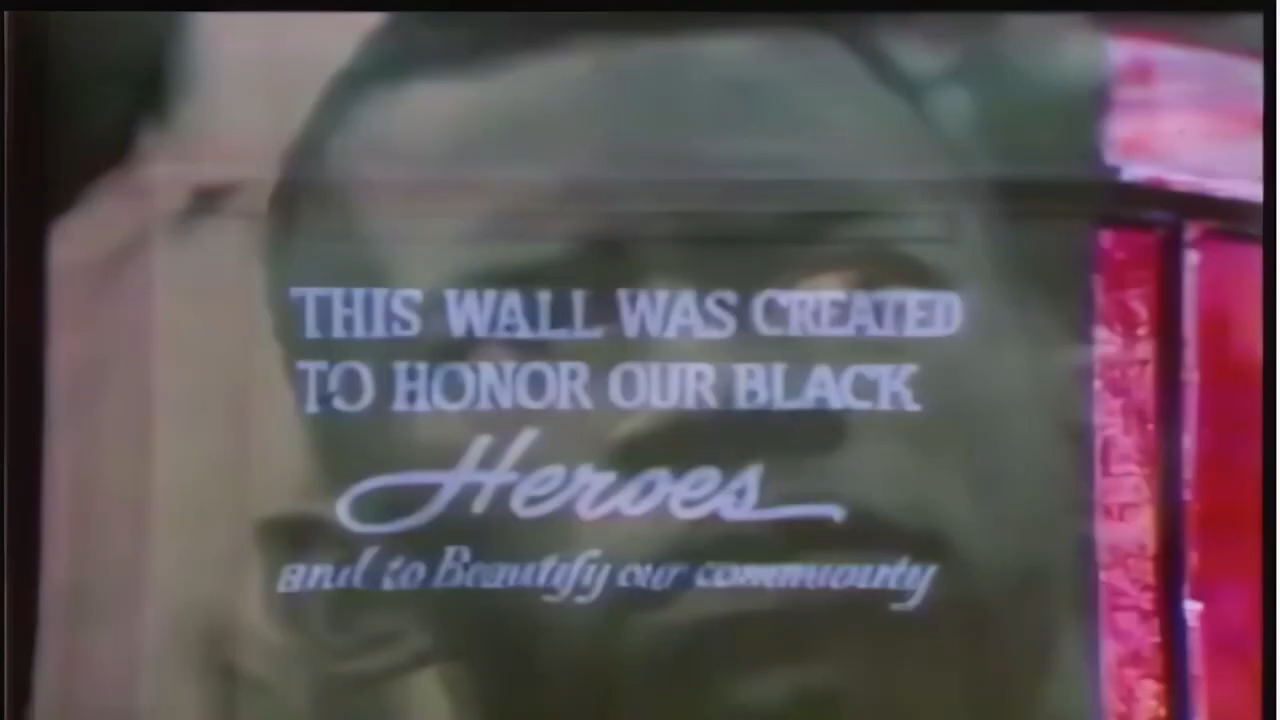 THIS WALL WAS CREATED
TO HONOR OUR BLACK
Heroes
and to Beautify our community